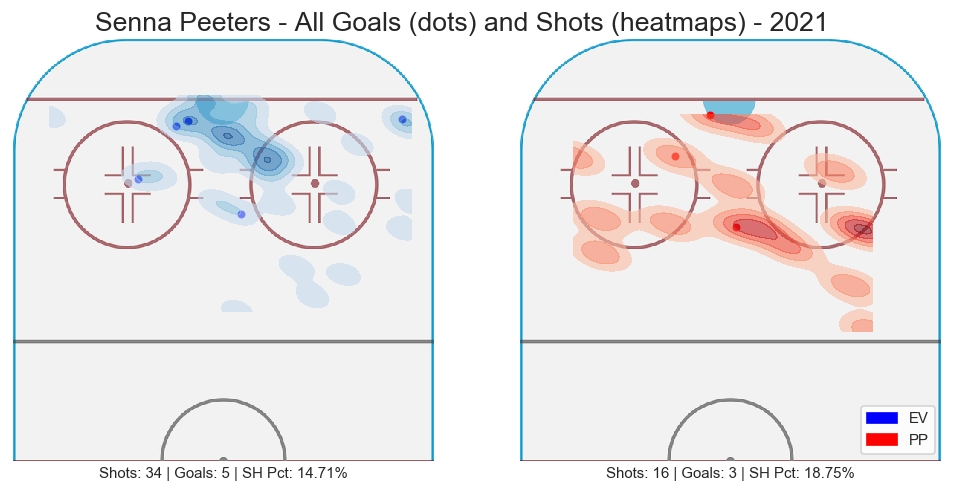 Senna Peeters - All Goals (dots) and Shots (heatmaps) - 2021
EV
PP
Shots: 34 | Goals: 5 | SH Pct: 14.71%
Shots: 16 | Goals: 3 | SH Pct: 18.75%